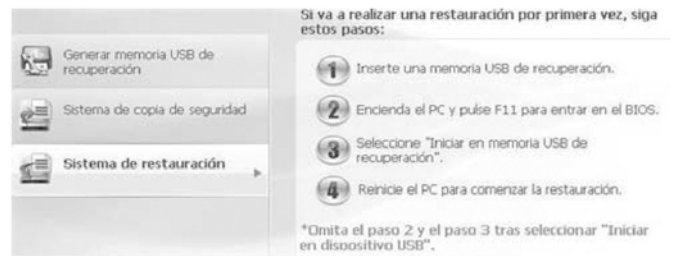 Generar memoria USB de
recuperación
Sistema de copia de seguridad
Sistema de restauración
Si va a realizar una restauración por primera vez, siga
estos pasos:
1 Inserte una memoria USB de recuperación.
2 Encienda el PC y pulse F11 para entrar en el BIOS.
3 Seleccione "Iniciar en memoria USB de
recuperación".
4 Reinicie el PC para comenzar la restauración.
*Omita el paso 2 y el paso 3 tras seleccionar "Iniciar
en dispositivo USB".